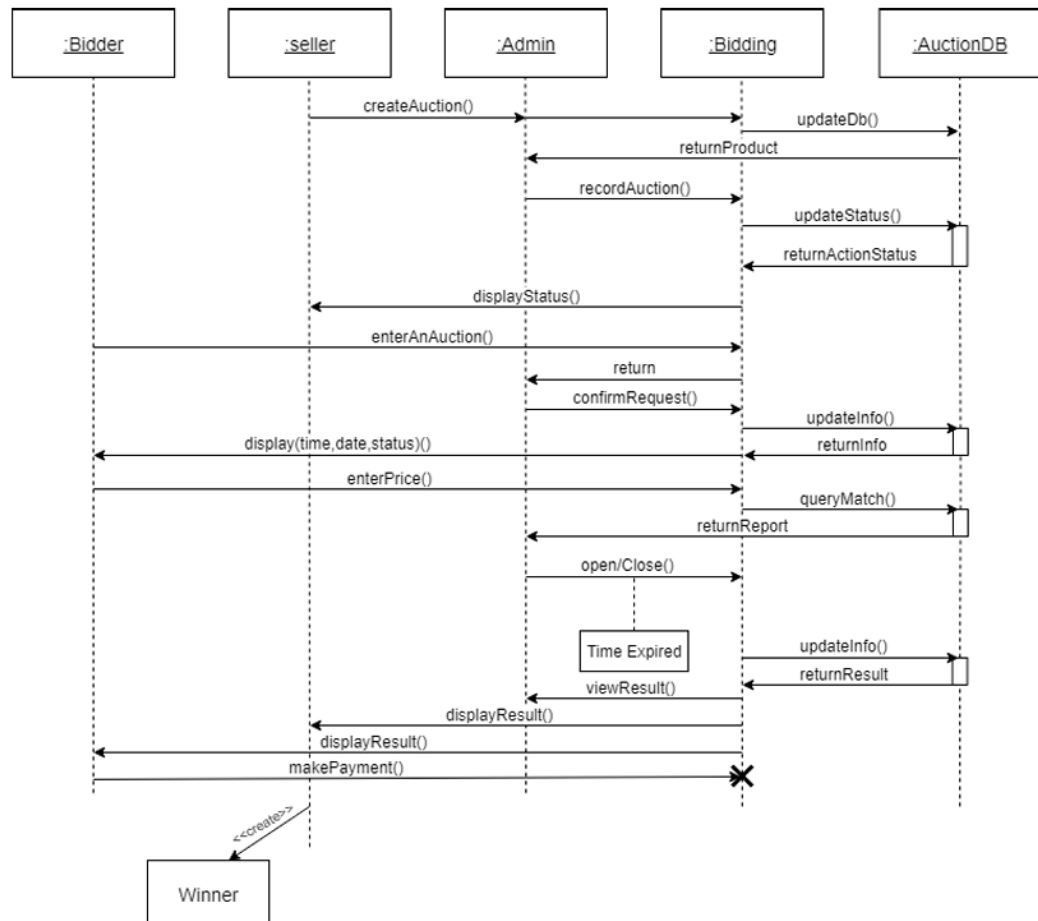 :Bidder
:seller
:Admin
:Bidding
:AuctionDB
createAuction()
updateDb()
returnProduct
recordAuction()
updateStatus()
returnActionStatus
displayStatus()
enterAnAuction()
return
confirmRequest()
updateInfo()
display(time,date,status)()
returnInfo
enterPrice()
queryMatch()
returnReport
open/Close()
Time Expired
updateInfo()
returnResult
viewResult()
displayResult()
displayResult()
makePayment()
<<create>>
Winner